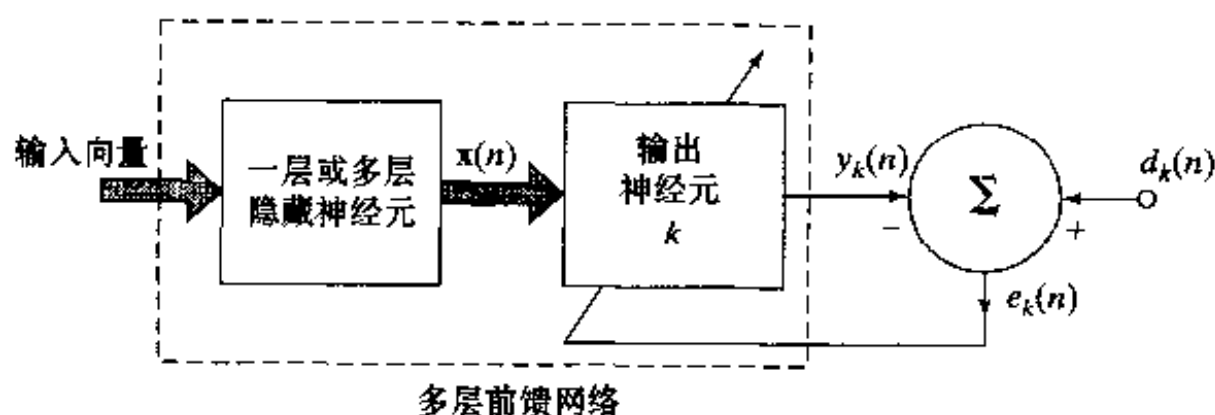 输入向量
一层或多层
隐藏神经元
x(n)
输出
神经元
k
y_k(n)
−
Σ
+
d_k(n)
e_k(n)
多层前馈网络